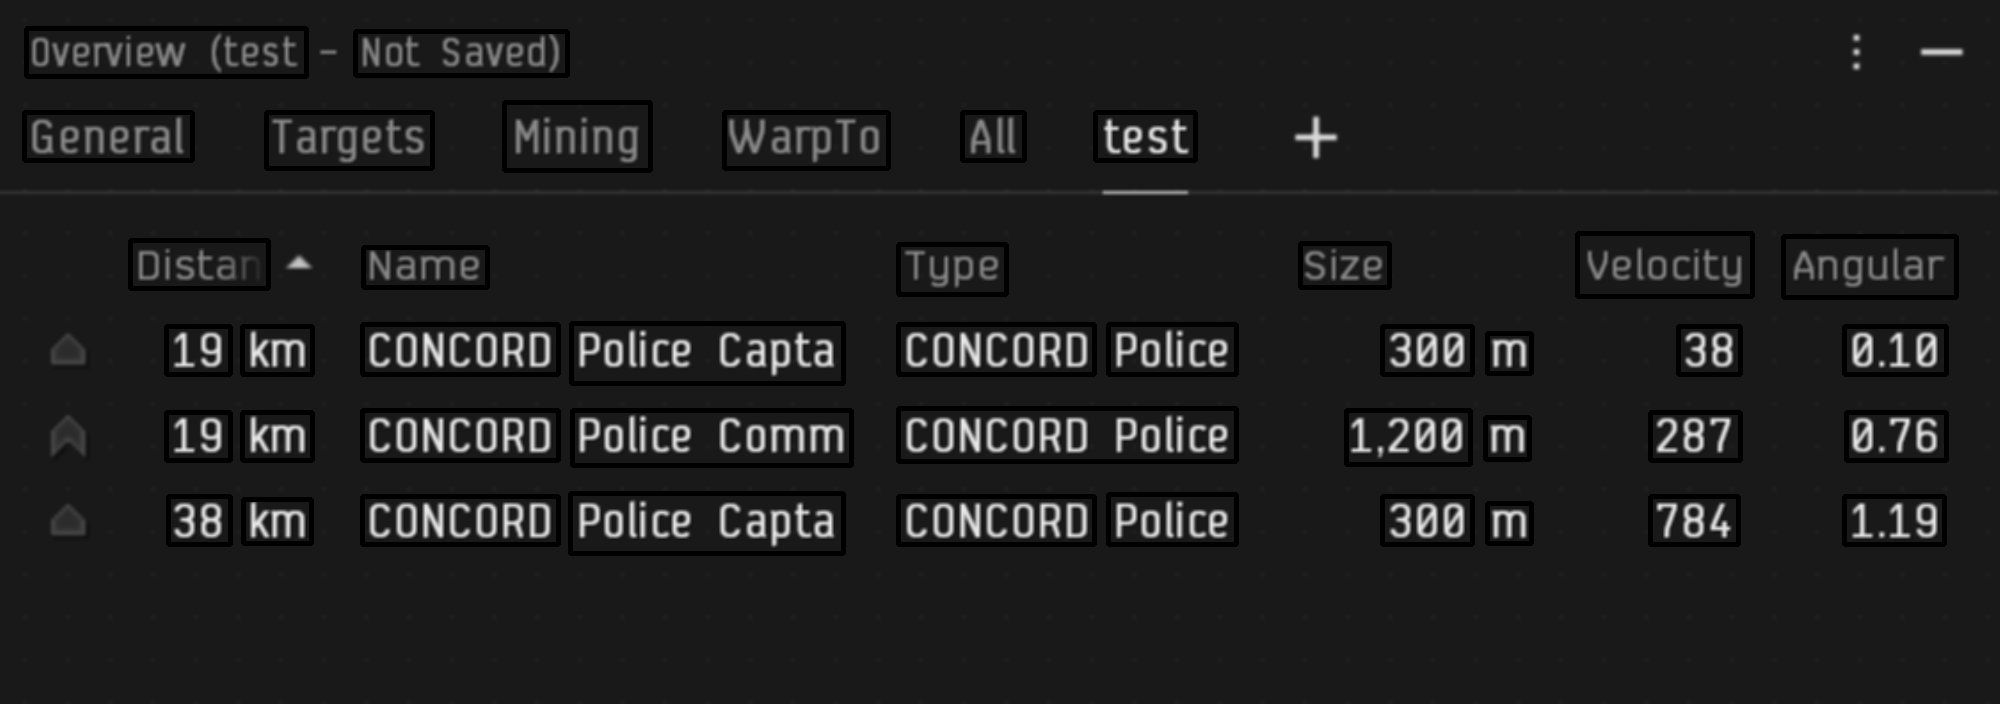 Overview (test - Not Saved)
General Targets Mining WarpTo All test +
Distan Name Type Size Velocity Angular
19 km CONCORD Police Capta CONCORD Police 300 m 38 0.10
19 km CONCORD Police Comm CONCORD Police 1,200 m 287 0.76
38 km CONCORD Police Capta CONCORD Police 300 m 784 1.19